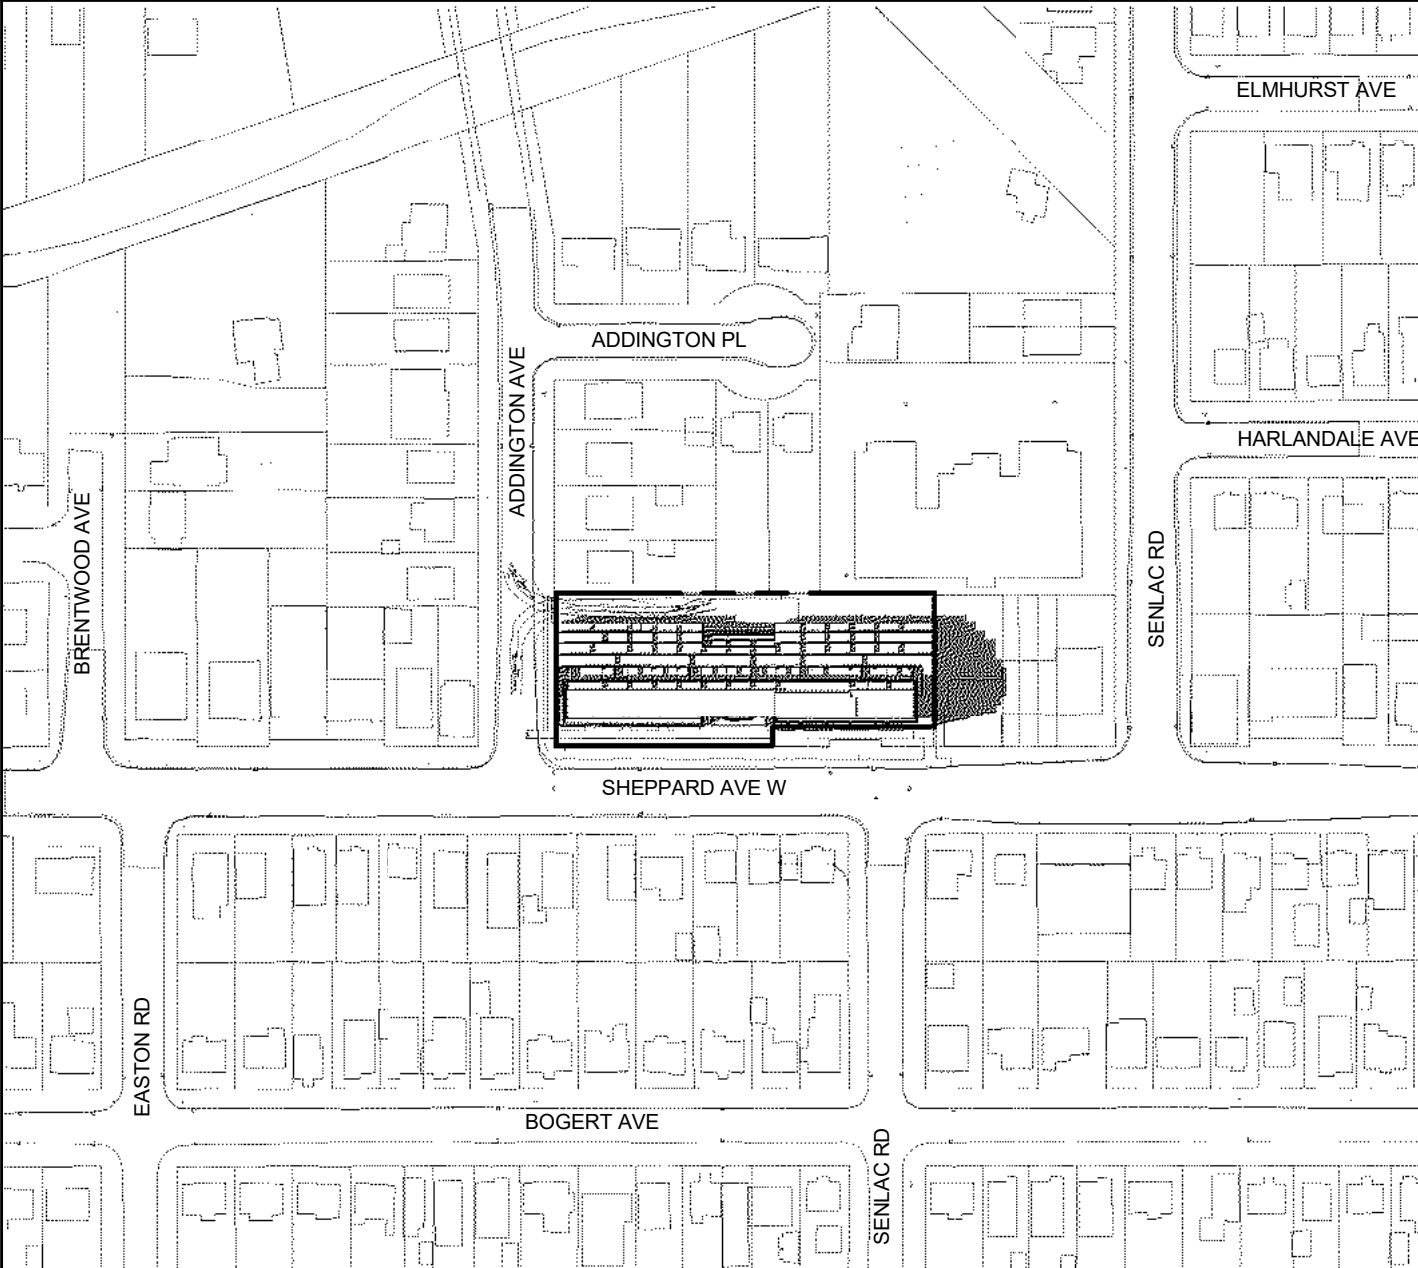 ELMHURST AVE
ADDINGTON PL
ADDINGTON AVE
HARLANDALE AVE
BRENTWOOD AVE
SENLAC RD
SHEPPARD AVE W
EASTON RD
BOGERT AVE
SENLAC RD